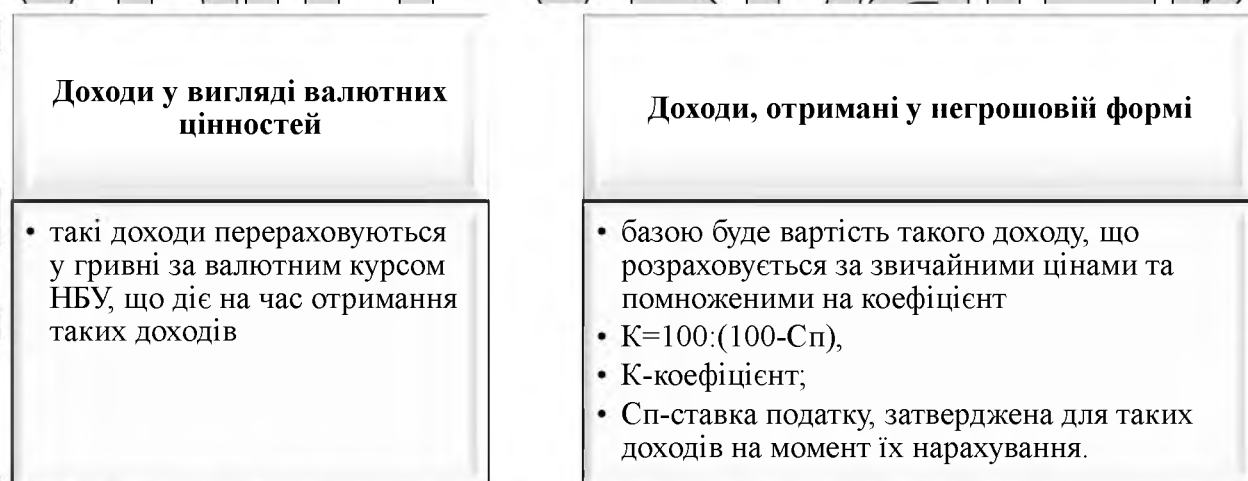 Доходи у вигляді валютних
цінностей
• такі доходи перераховуються
у гривні за валютним курсом
НБУ, що діє на час отримання
таких доходів
Доходи, отримані у негрошовій формі
• базою буде вартість такого доходу, що
розраховується за звичайними цінами та
помноженими на коефіцієнт
• К=100:(100-Сп),
• К-коефіцієнт;
• Сп-ставка податку, затверджена для таких
доходів на момент їх нарахування.